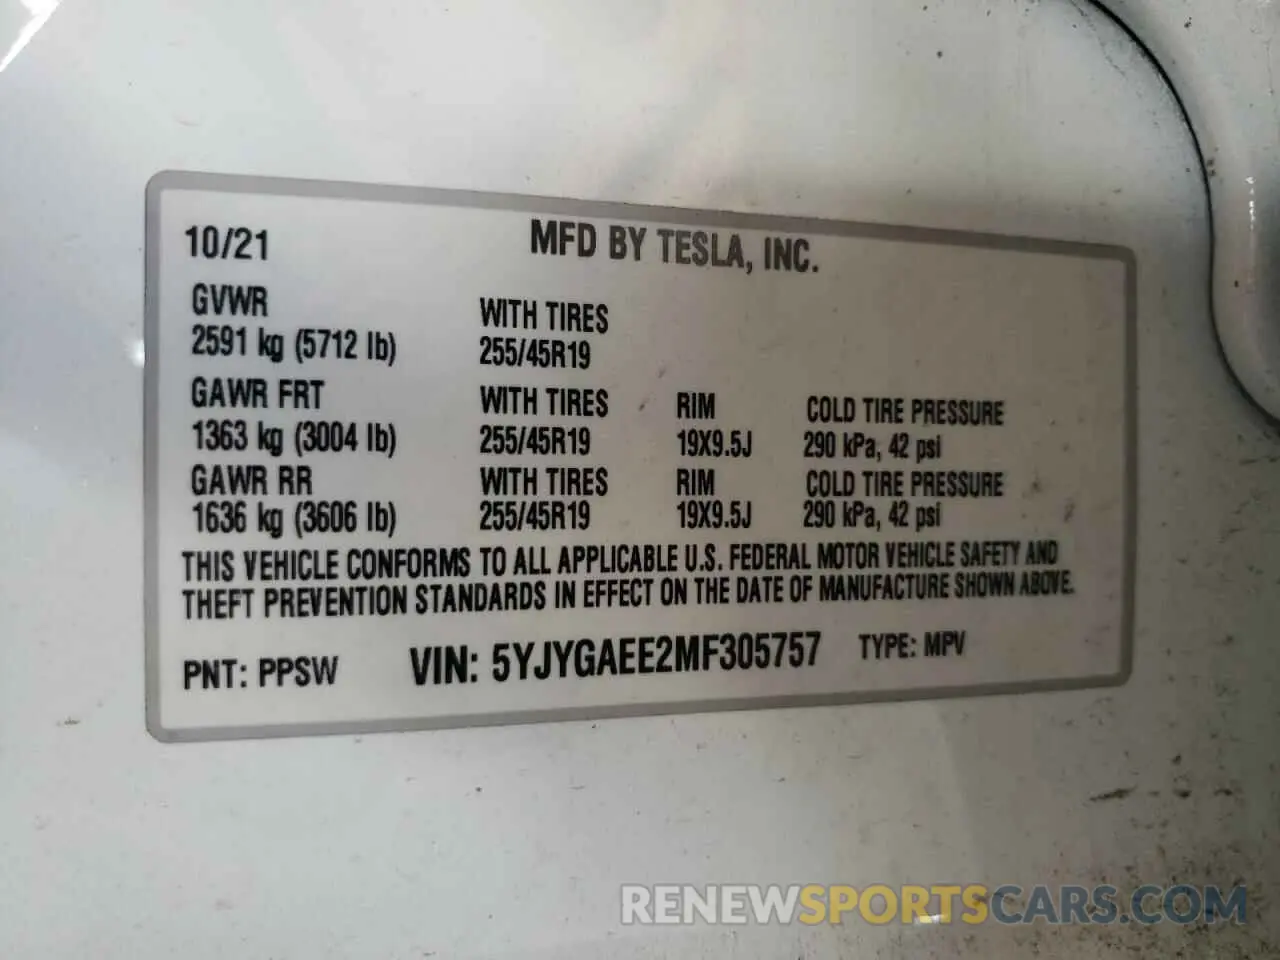 10/21 MFD BY TESLA, INC.
GVWR WITH TIRES
2591 kg (5712 lb) 255/45R19
GAWR FRT WITH TIRES RIM COLD TIRE PRESSURE
1363 kg (3004 lb) 255/45R19 19X9.5J 290 kPa, 42 psi
GAWR RR WITH TIRES RIM COLD TIRE PRESSURE
1636 kg (3606 lb) 255/45R19 19X9.5J 290 kPa, 42 psi
THIS VEHICLE CONFORMS TO ALL APPLICABLE U.S. FEDERAL MOTOR VEHICLE SAFETY AND
THEFT PREVENTION STANDARDS IN EFFECT ON THE DATE OF MANUFACTURE SHOWN ABOVE.
PNT: PPSW VIN: 5YJYGAEE2MF305757 TYPE: MPV
RENEWSPORTSCARS.COM